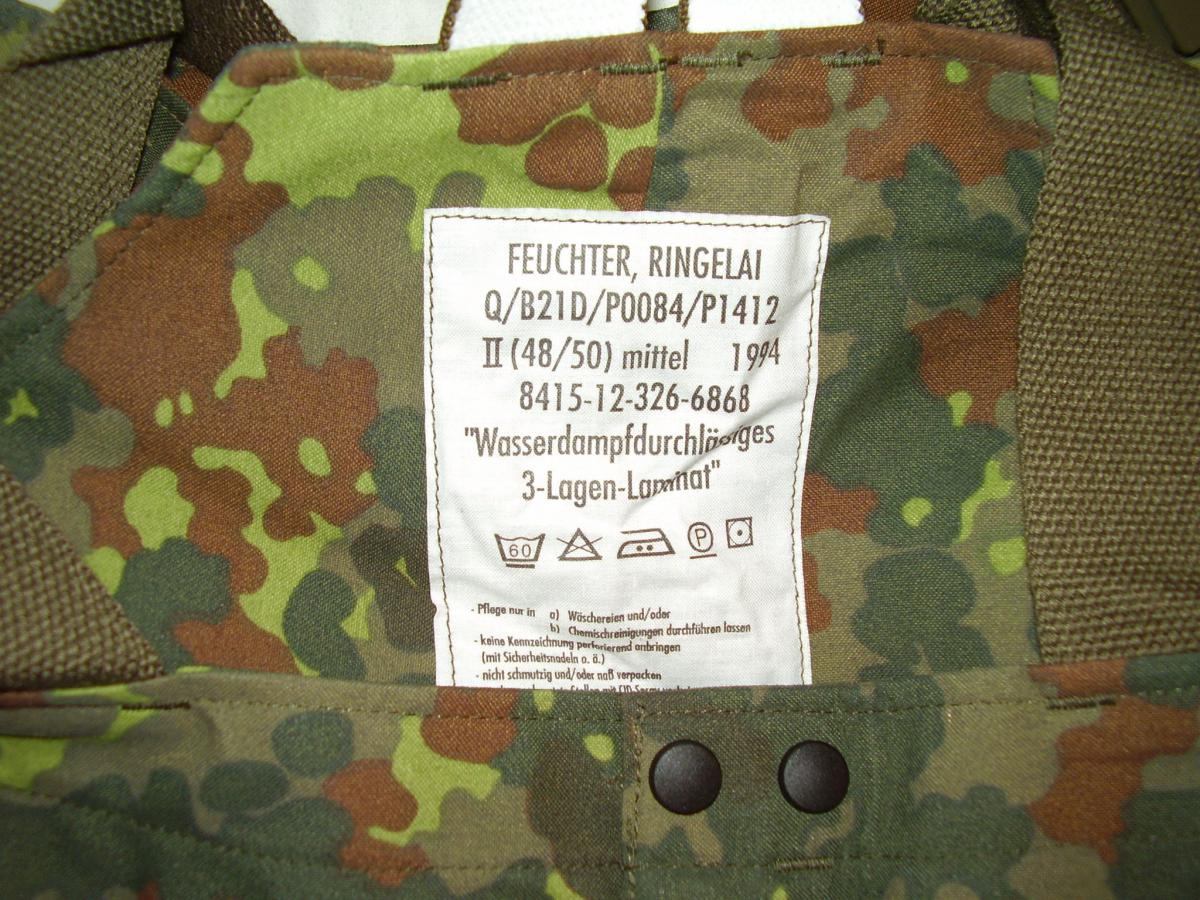 FEUCHTER, RINGELAI
Q/B21D/P0084/P1412
II (48/50) mittel 1994
8415-12-326-6868
"Wasserdampfdurchlässiges
3-Lagen-Laminat"
60 P
- Pflege nur in a) Wäschereien und/oder
b) Chemischreinigungen durchführen lassen
- keine Kennzeichnung perforierend anbringen
(mit Sicherheitsnadeln o. ä.)
- nicht schmutzig und/oder naß verpacken
Stellen mit